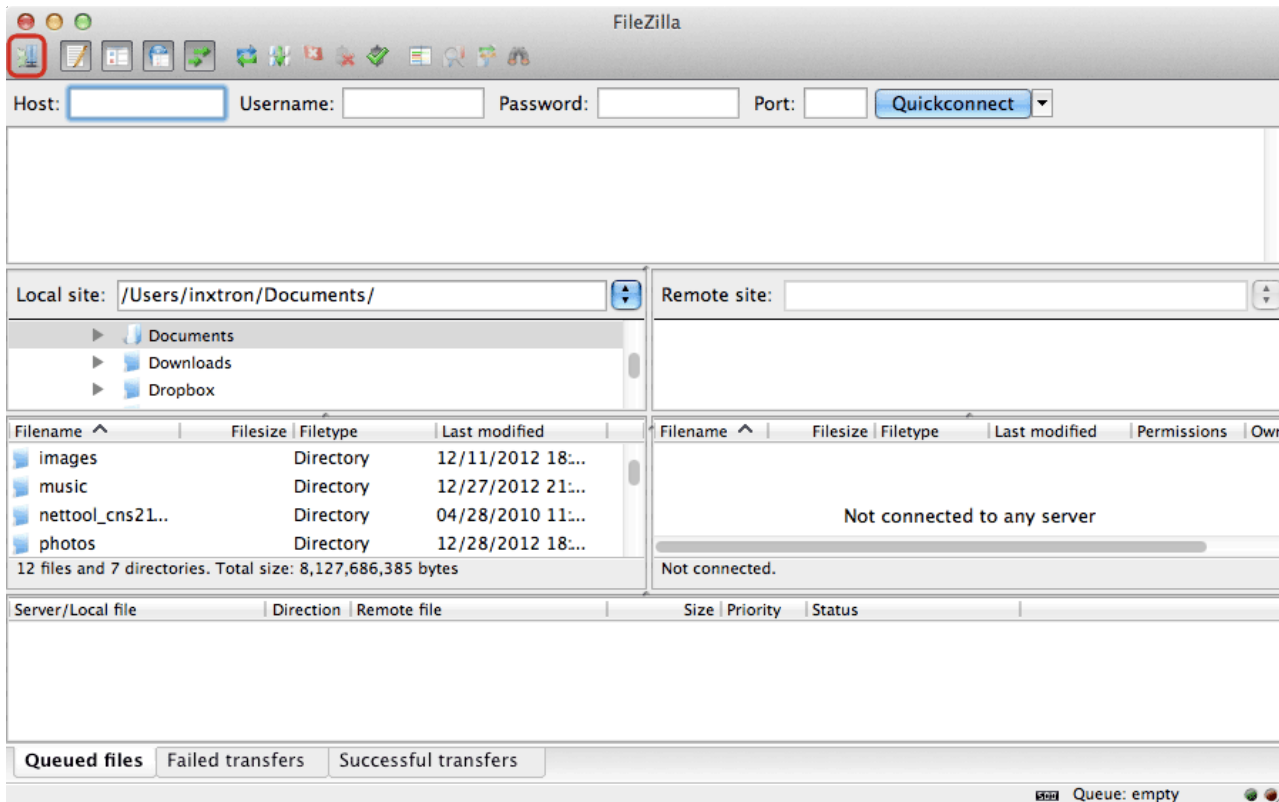 FileZilla
Host: Username: Password: Port: Quickconnect
Local site: /Users/inxtron/Documents/ Remote site:
Documents
Downloads
Dropbox
Filename Filesize Filetype Last modified Filename Filesize Filetype Last modified Permissions Own
images Directory 12/11/2012 18:...
music Directory 12/27/2012 21:...
nettool_cns21... Directory 04/28/2010 11:...
Not connected to any server
photos Directory 12/28/2012 18:...
12 files and 7 directories. Total size: 8,127,686,385 bytes Not connected.
Server/Local file Direction Remote file Size Priority Status
Queued files Failed transfers Successful transfers
Queue: empty